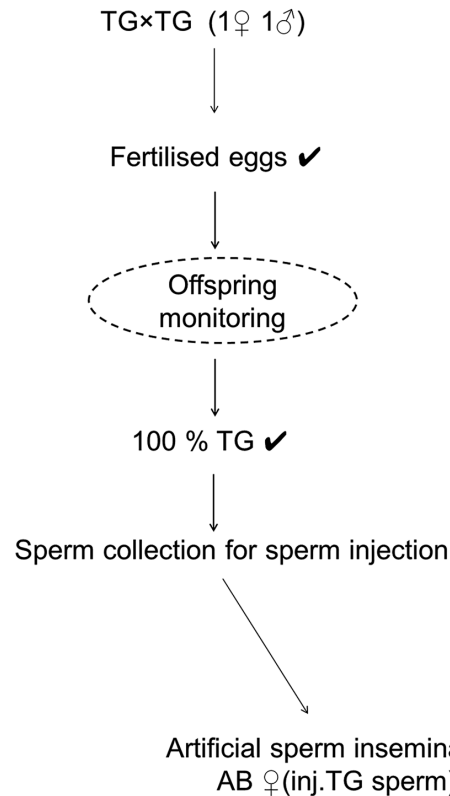 TG×TG (1♀ 1♂)
Fertilised eggs ✔
Offspring
monitoring
100 % TG ✔
Sperm collection for sperm injection
Artificial sperm insemina
AB ♀(inj.TG sperm)